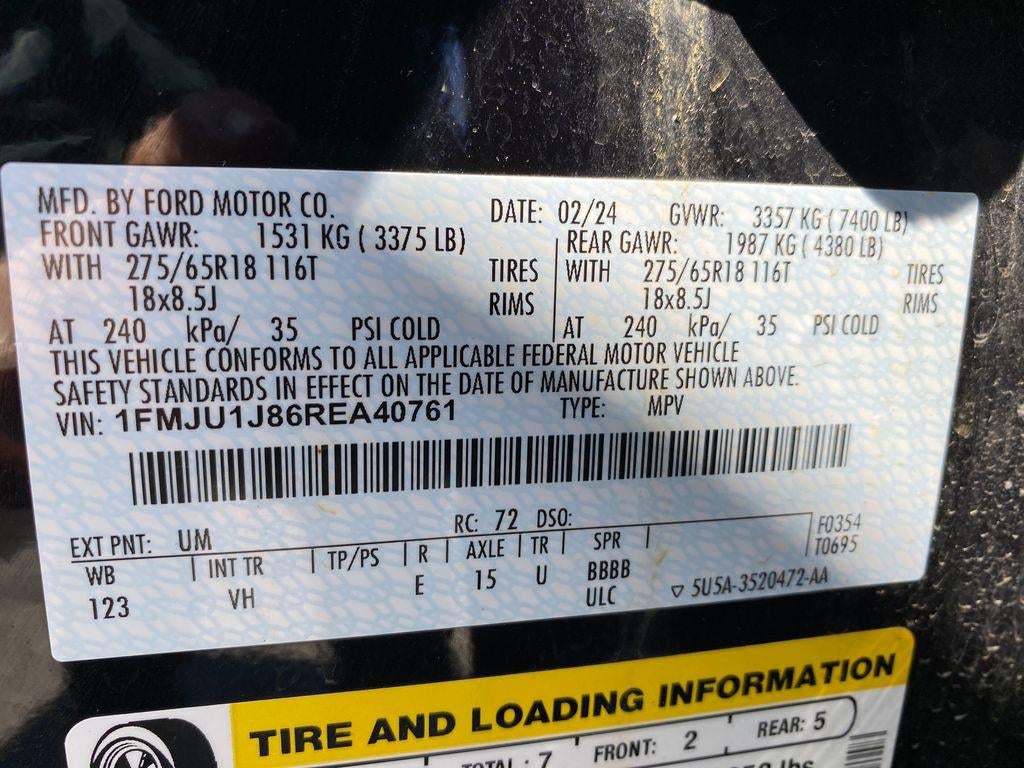 MFD. BY FORD MOTOR CO. DATE: 02/24 GVWR: 3357 KG ( 7400 LB)
FRONT GAWR: 1531 KG ( 3375 LB) REAR GAWR: 1987 KG ( 4380 LB)
WITH 275/65R18 116T TIRES WITH 275/65R18 116T TIRES
18x8.5J RIMS 18x8.5J RIMS
AT 240 kPa/ 35 PSI COLD AT 240 kPa/ 35 PSI COLD
THIS VEHICLE CONFORMS TO ALL APPLICABLE FEDERAL MOTOR VEHICLE
SAFETY STANDARDS IN EFFECT ON THE DATE OF MANUFACTURE SHOWN ABOVE.
VIN: 1FMJU1J86REA40761 TYPE: MPV
EXT PNT: UM RC: 72 DSO: F0354
WB INT TR TP/PS R AXLE TR SPR T0695
123 VH E 15 U BBBB
ULC ▽ 5U5A-3520472-AA
TIRE AND LOADING INFORMATION
TOTAL: 7 FRONT: 2 REAR: 5
lbs